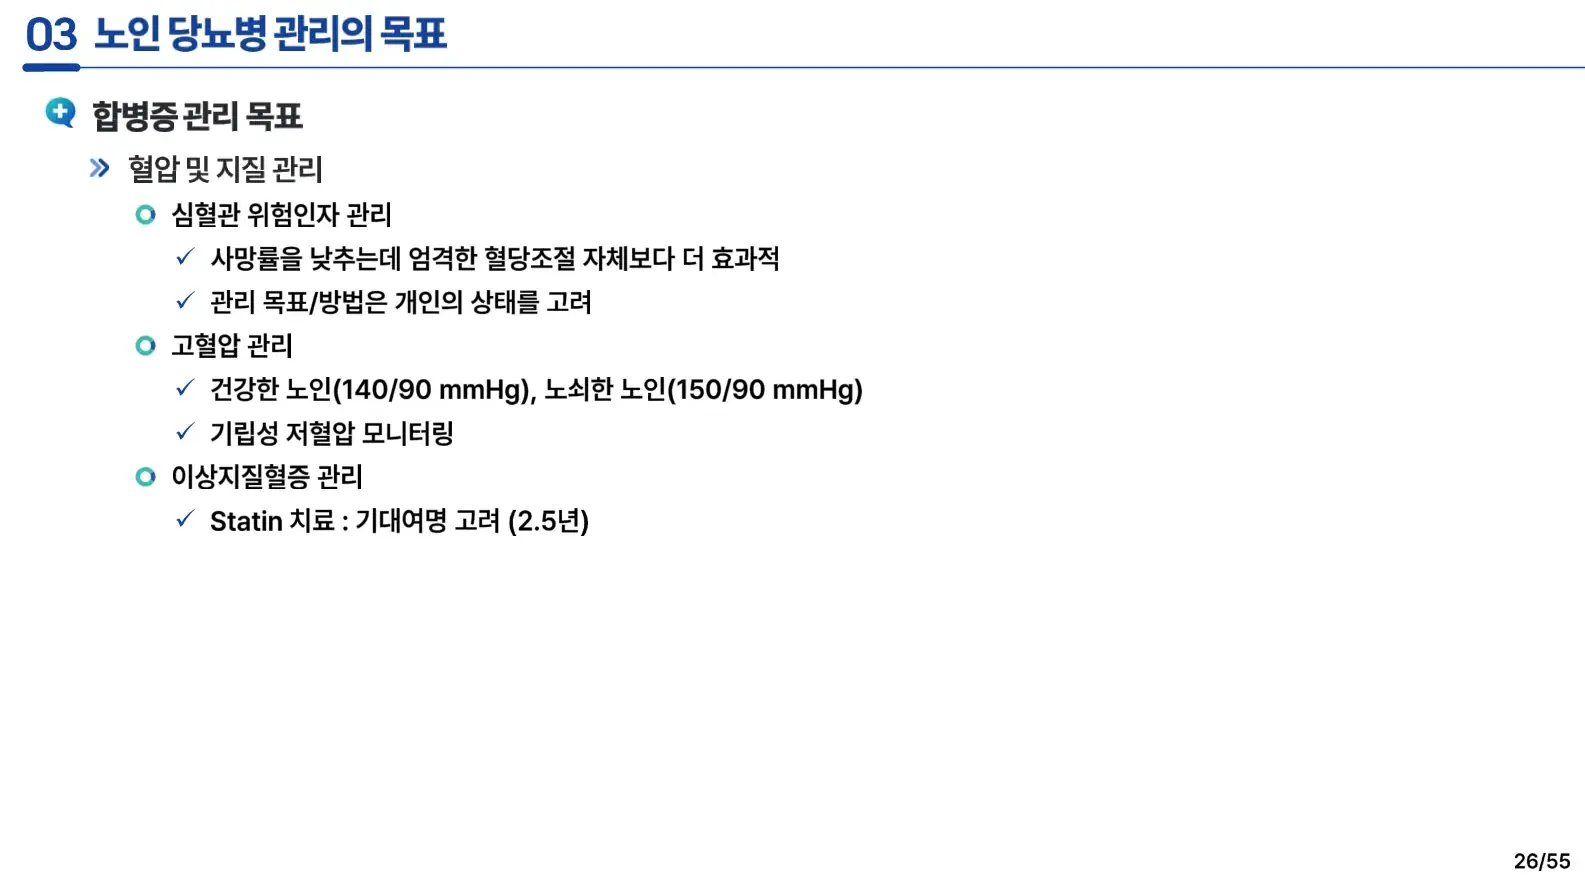 03 노인 당뇨병 관리의 목표
합병증 관리 목표
혈압 및 지질 관리
심혈관 위험인자 관리
사망률을 낮추는데 엄격한 혈당조절 자체보다 더 효과적
관리 목표/방법은 개인의 상태를 고려
고혈압 관리
건강한 노인(140/90 mmHg), 노쇠한 노인(150/90 mmHg)
기립성 저혈압 모니터링
이상지질혈증 관리
Statin 치료 : 기대여명 고려 (2.5년)
26/55